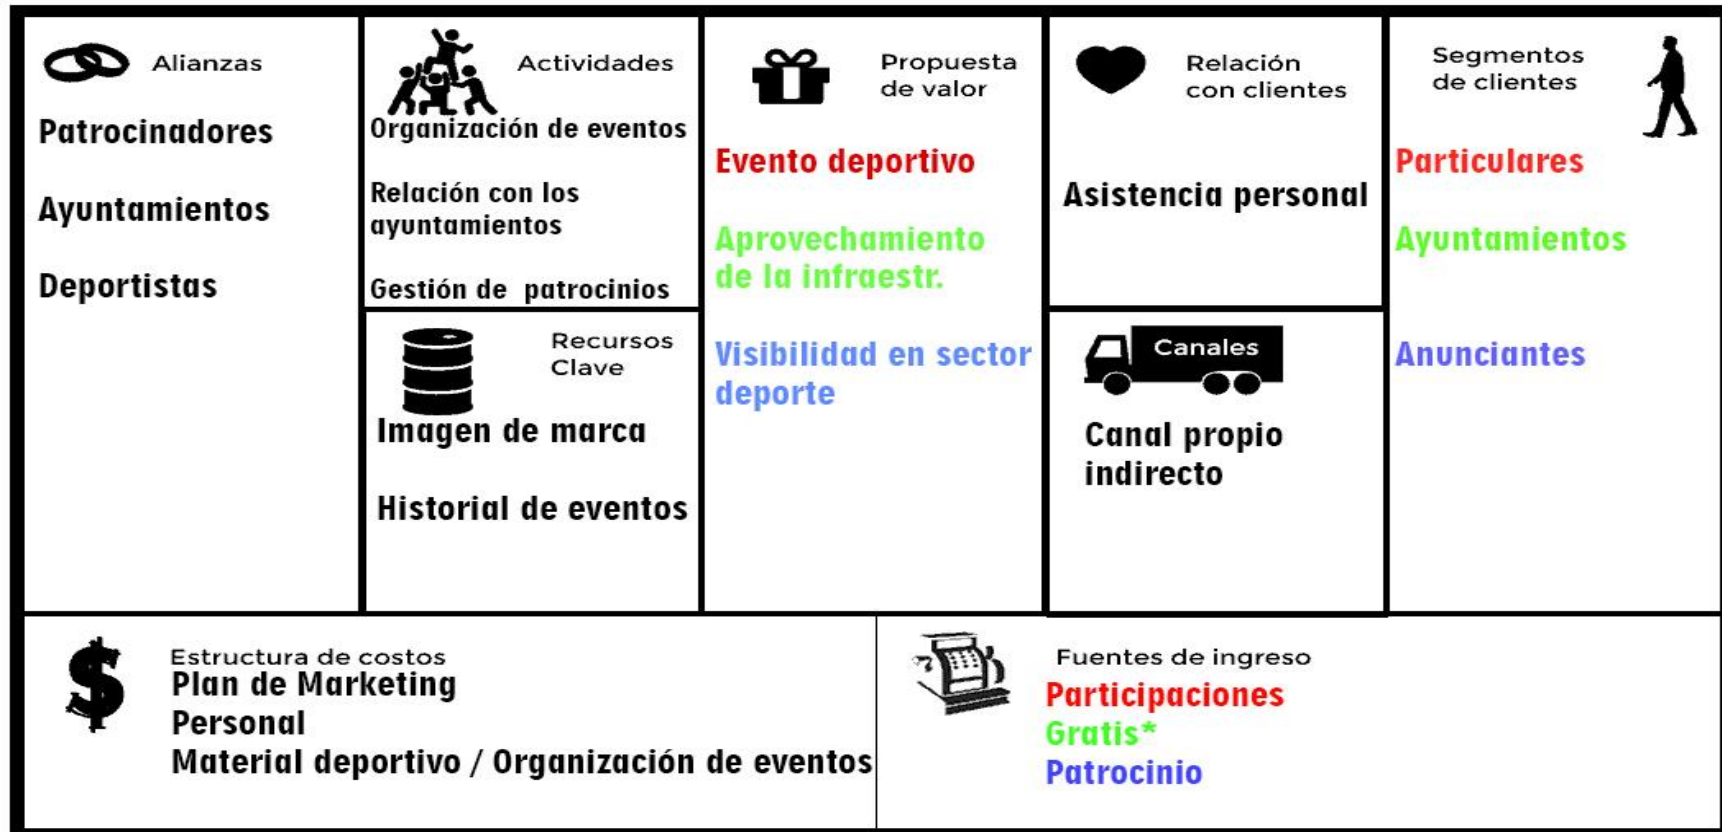 Alianzas
Patrocinadores
Ayuntamientos
Deportistas
Actividades
Organización de eventos
Relación con los
ayuntamientos
Gestión de patrocinios
Recursos
Clave
Imagen de marca
Historial de eventos
Propuesta
de valor
Evento deportivo
Aprovechamiento
de la infraestr.
Visibilidad en sector
deporte
Relación
con clientes
Asistencia personal
Canales
Canal propio
indirecto
Segmentos
de clientes
Particulares
Ayuntamientos
Anunciantes
Estructura de costos
Plan de Marketing
Personal
Material deportivo / Organización de eventos
Fuentes de ingreso
Participaciones
Gratis*
Patrocinio